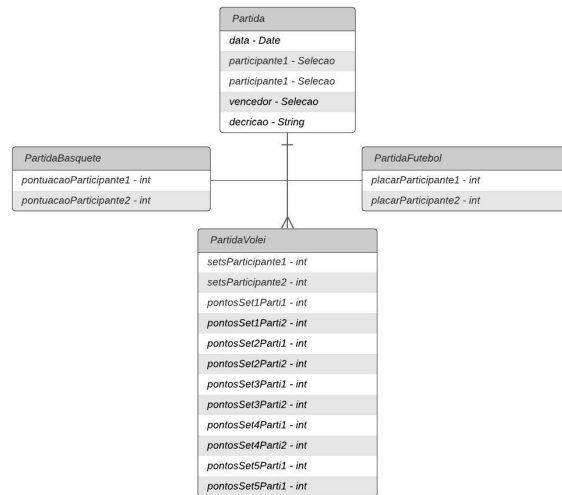 Partida
data - Date
participante1 - Selecao
participante1 - Selecao
vencedor - Selecao
decricao - String
PartidaBasquete
pontuacaoParticipante1 - int
pontuacaoParticipante2 - int
PartidaFutebol
placarParticipante1 - int
placarParticipante2 - int
PartidaVolei
setsParticipante1 - int
setsParticipante2 - int
pontosSet1Parti1 - int
pontosSet1Parti2 - int
pontosSet2Parti1 - int
pontosSet2Parti2 - int
pontosSet3Parti1 - int
pontosSet3Parti2 - int
pontosSet4Parti1 - int
pontosSet4Parti2 - int
pontosSet5Parti1 - int
pontosSet5Parti1 - int